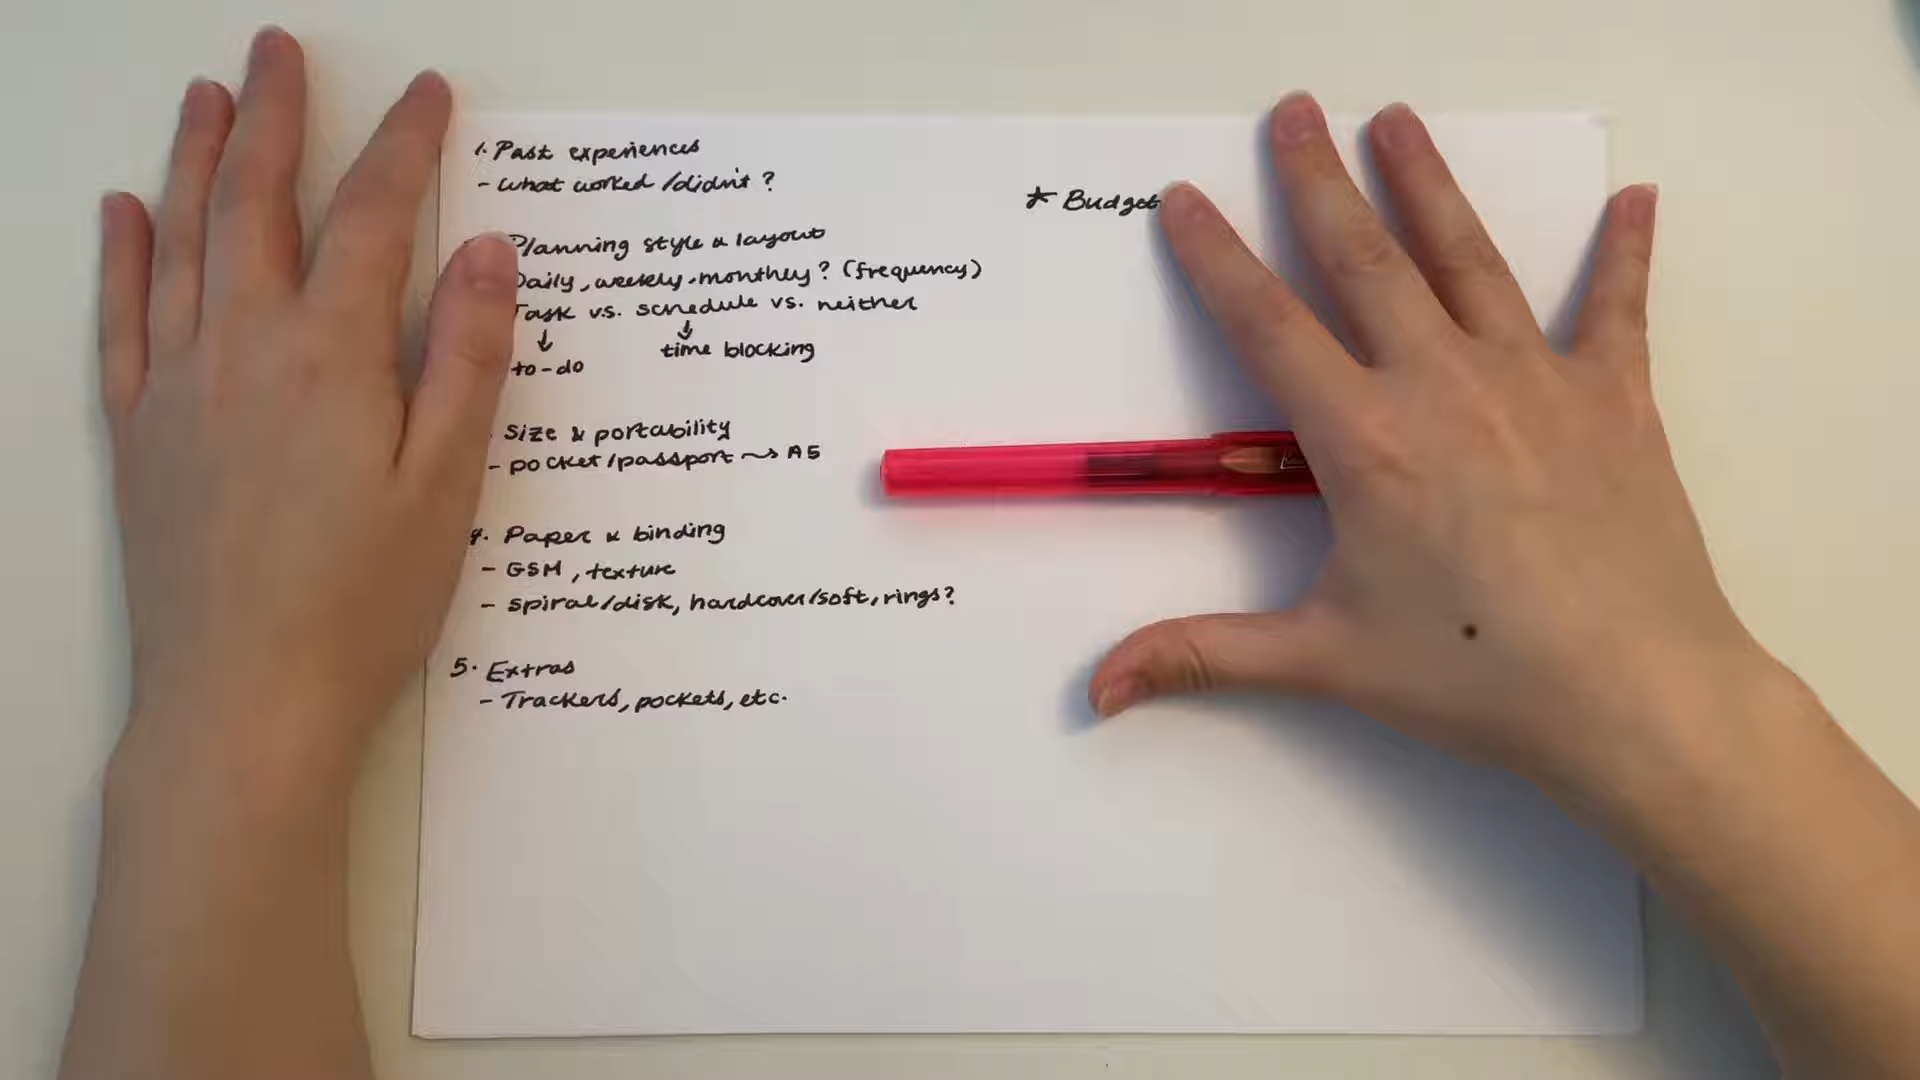 1. Past experiences
- What worked/didn't?
* Budget
Planning style & layout
Daily, weekly, monthly? (frequency)
Task vs. schedule vs. neither
↓ ↓
time blocking
to-do
Size & portability
- pocket/passport ~> A5
4. Paper & binding
- GSM, texture
- spiral/disk, hardcover/soft, rings?
5. Extras
- Trackers, pockets, etc.